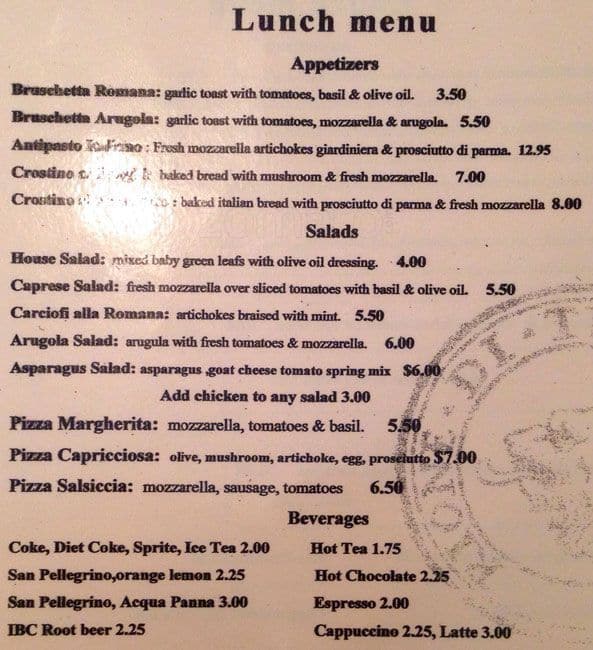 Lunch menu
Appetizers
Bruschetta Romana: garlic toast with tomatoes, basil & olive oil. 3.50
Bruschetta Arugola: garlic toast with tomatoes, mozzarella & arugola. 5.50
Antipasto : Fresh mozzarella artichokes giardiniera & prosciutto di parma. 12.95
Crostino baked bread with mushroom & fresh mozzarella. 7.00
Crostino : baked italian bread with prosciutto di parma & fresh mozzarella 8.00
Salads
House Salad: mixed baby green leafs with olive oil dressing. 4.00
Caprese Salad: fresh mozzarella over sliced tomatoes with basil & olive oil. 5.50
Carciofi alla Romana: artichokes braised with mint. 5.50
Arugola Salad: arugula with fresh tomatoes & mozzarella. 6.00
Asparagus Salad: asparagus ,goat cheese tomato spring mix $6.00
Add chicken to any salad 3.00
Pizza Margherita: mozzarella, tomatoes & basil. 5.50
Pizza Capricciosa: olive, mushroom, artichoke, egg, prosciutto $7.00
Pizza Salsiccia: mozzarella, sausage, tomatoes 6.50
Beverages
Coke, Diet Coke, Sprite, Ice Tea 2.00 Hot Tea 1.75
San Pellegrino,orange lemon 2.25 Hot Chocolate 2.25
San Pellegrino, Acqua Panna 3.00 Espresso 2.00
IBC Root beer 2.25 Cappuccino 2.25, Latte 3.00